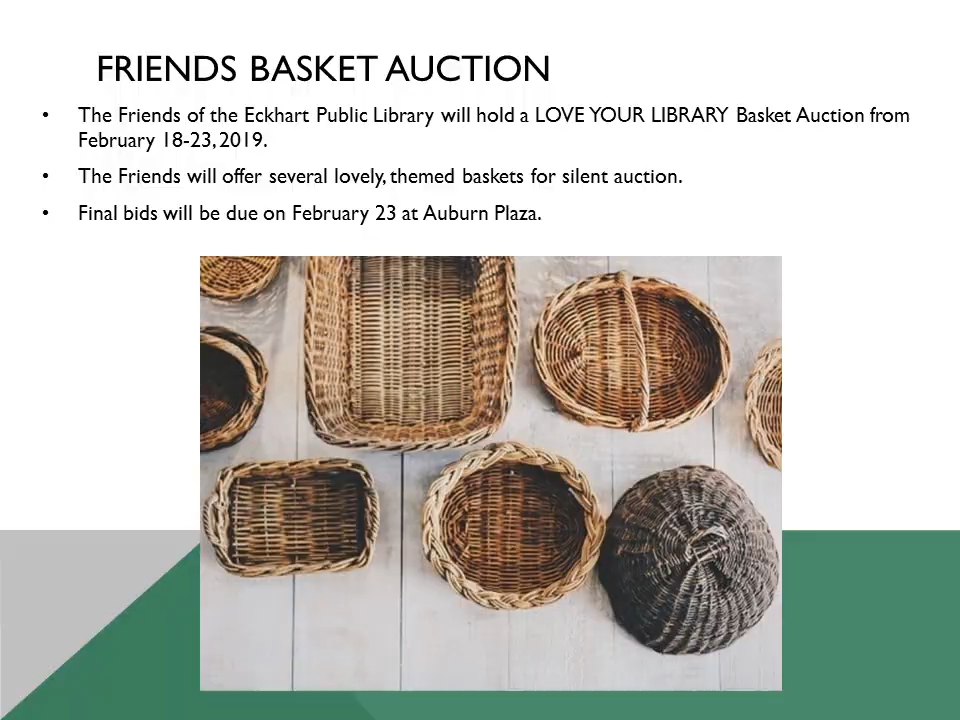 FRIENDS BASKET AUCTION
• The Friends of the Eckhart Public Library will hold a LOVE YOUR LIBRARY Basket Auction from
February 18-23, 2019.
• The Friends will offer several lovely, themed baskets for silent auction.
• Final bids will be due on February 23 at Auburn Plaza.